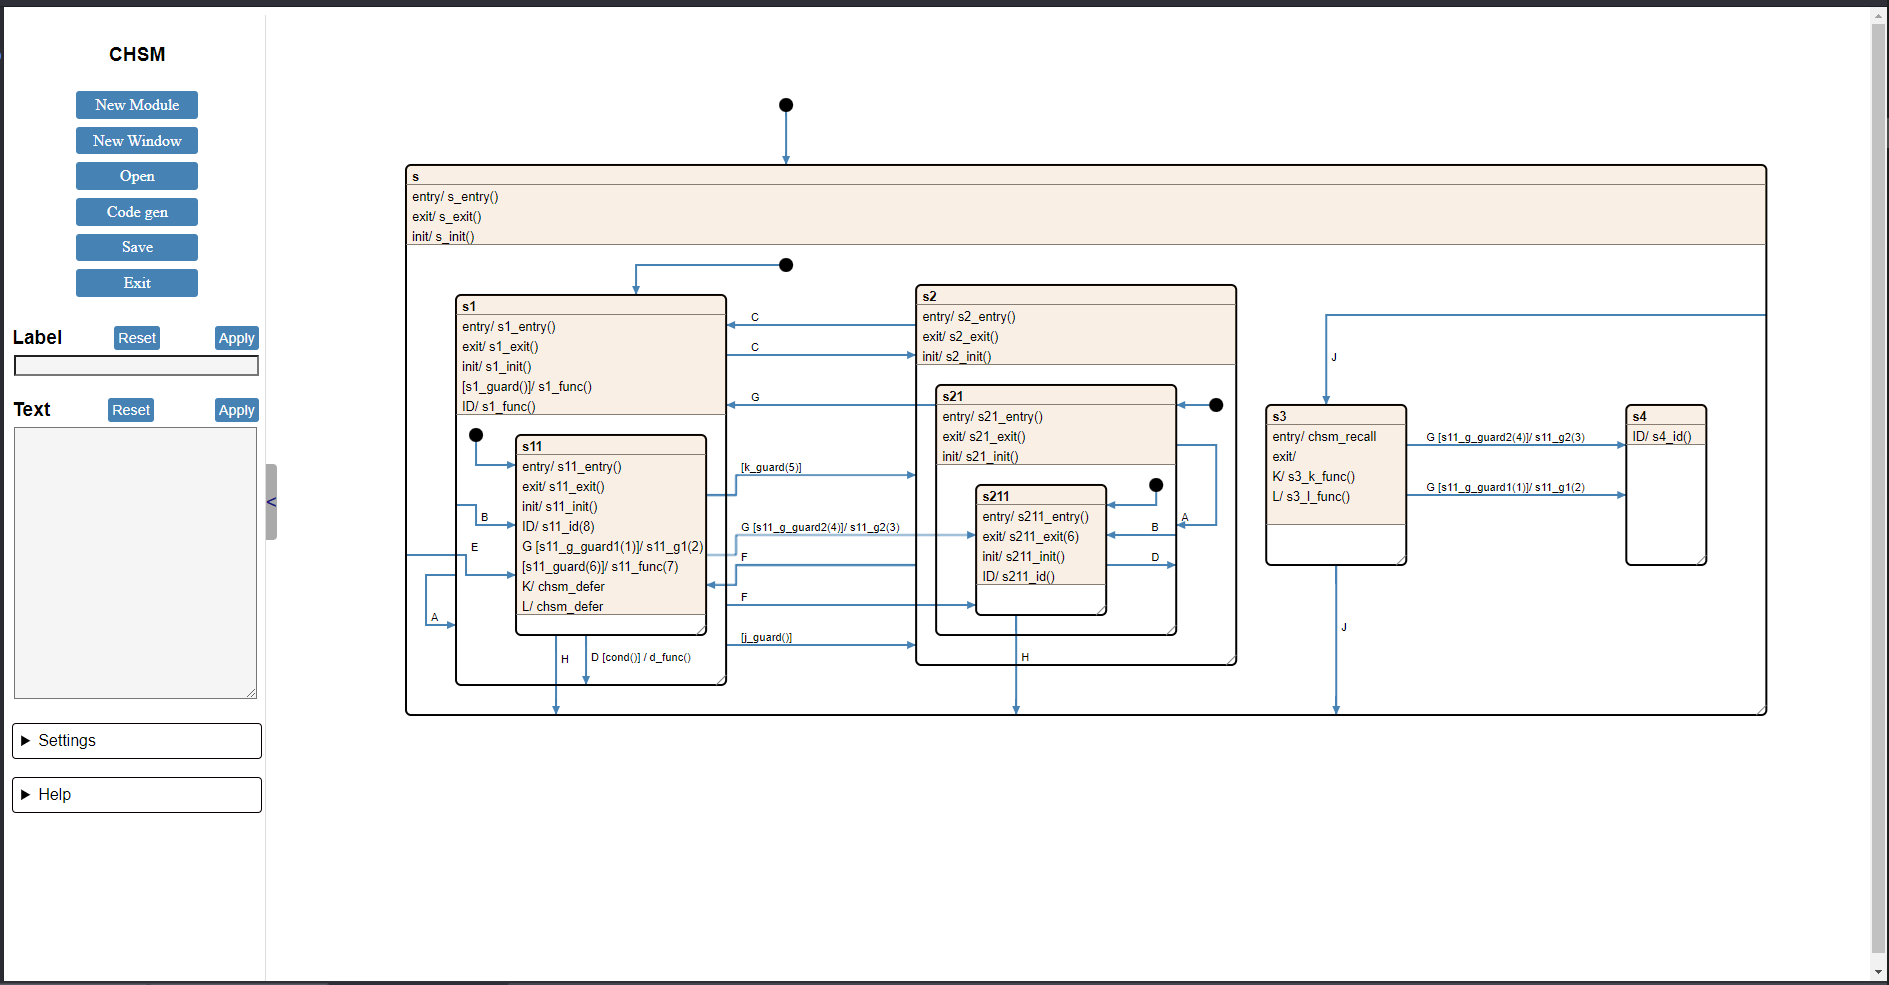 CHSM
New Module
New Window
Open
Code gen
Save
Exit
Label
Reset
Apply
Text
Reset
Apply
Settings
Help
<
s
entry/ s_entry()
exit/ s_exit()
init/ s_init()
s1
entry/ s1_entry()
exit/ s1_exit()
init/ s1_init()
[s1_guard()]/ s1_func()
ID/ s1_func()
s11
entry/ s11_entry()
exit/ s11_exit()
init/ s11_init()
ID/ s11_id(8)
G [s11_g_guard1(1)]/ s11_g1(2)
[s11_guard(6)]/ s11_func(7)
K/ chsm_defer
L/ chsm_defer
B
E
A
H
D [cond()] / d_func()
C
C
G
[k_guard(5)]
G [s11_g_guard2(4)]/ s11_g2(3)
F
F
[j_guard()]
s2
entry/ s2_entry()
exit/ s2_exit()
init/ s2_init()
s21
entry/ s21_entry()
exit/ s21_exit()
init/ s21_init()
s211
entry/ s211_entry()
exit/ s211_exit(6)
init/ s211_init()
ID/ s211_id()
A
B
D
H
J
s3
entry/ chsm_recall
exit/
K/ s3_k_func()
L/ s3_l_func()
G [s11_g_guard2(4)]/ s11_g2(3)
G [s11_g_guard1(1)]/ s11_g1(2)
J
s4
ID/ s4_id()